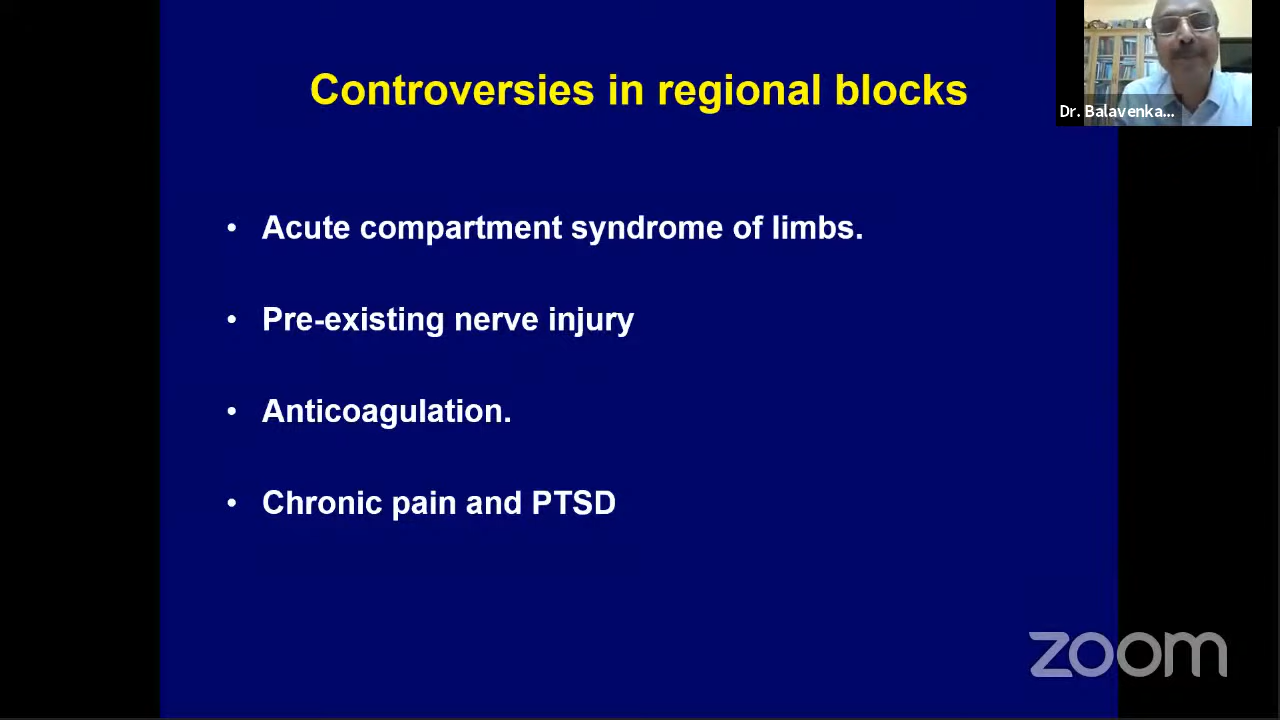 Controversies in regional blocks
Dr. Balavenka...
• Acute compartment syndrome of limbs.
• Pre-existing nerve injury
• Anticoagulation.
• Chronic pain and PTSD
zoom